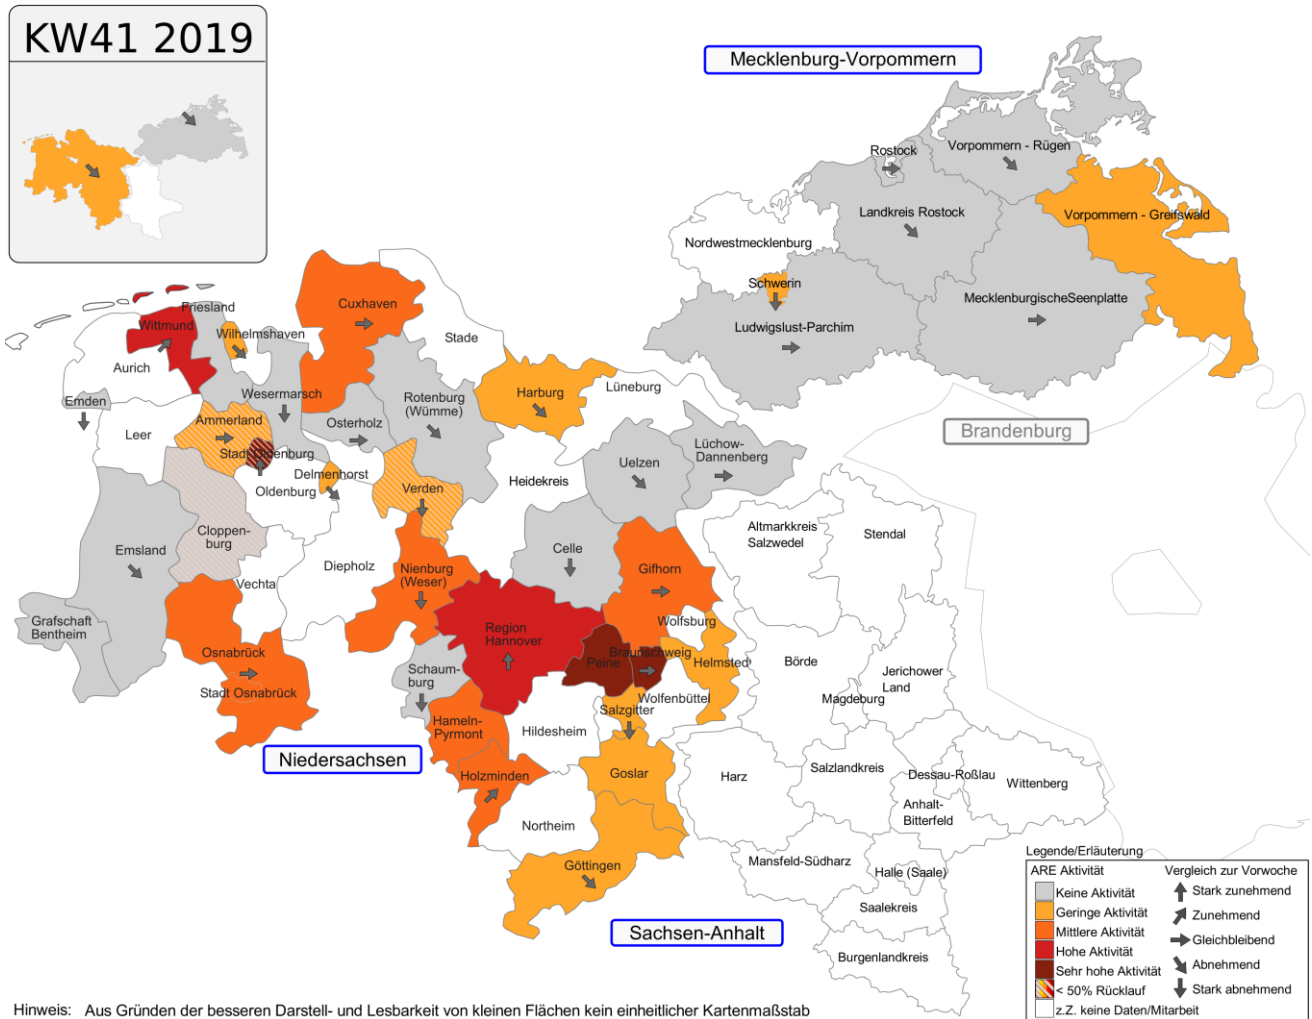 KW41 2019
Mecklenburg-Vorpommern
Rostock
Vorpommern - Rügen
Landkreis Rostock
Vorpommern - Greifswald
Nordwestmecklenburg
Schwerin
MecklenburgischeSeenplatte
Ludwigslust-Parchim
Brandenburg
Friesland
Cuxhaven
Wittmund
Wilhelmshaven
Stade
Aurich
Emden
Wesermarsch
Harburg
Lüneburg
Rotenburg
(Wümme)
Ammerland
Osterholz
Leer
Stadt Oldenburg
Lüchow-
Dannenberg
Uelzen
Delmenhorst
Oldenburg
Verden
Heidekreis
Cloppen-
burg
Altmarkkreis
Salzwedel
Stendal
Emsland
Celle
Diepholz
Nienburg
(Weser)
Gifhorn
Vechta
Grafschaft
Bentheim
Region
Hannover
Wolfsburg
Osnabrück
Braunschweig
Peine
Helmsted
Börde
Jerichower
Land
Schaum-
burg
Stadt Osnabrück
Wolfenbüttel
Magdeburg
Salzgitter
Hameln-
Pyrmont
Hildesheim
Niedersachsen
Holzminden
Goslar
Harz
Salzlandkreis
Dessau-Roßlau
Wittenberg
Anhalt-
Bitterfeld
Northeim
Göttingen
Mansfeld-Südharz
Halle (Saale)
Saalekreis
Sachsen-Anhalt
Burgenlandkreis
Legende/Erläuterung
ARE Aktivität
Keine Aktivität
Geringe Aktivität
Mittlere Aktivität
Hohe Aktivität
Sehr hohe Aktivität
< 50% Rücklauf
z.Z. keine Daten/Mitarbeit
Vergleich zur Vorwoche
Stark zunehmend
Zunehmend
Gleichbleibend
Abnehmend
Stark abnehmend
Hinweis: Aus Gründen der besseren Darstell- und Lesbarkeit von kleinen Flächen kein einheitlicher Kartenmaßstab